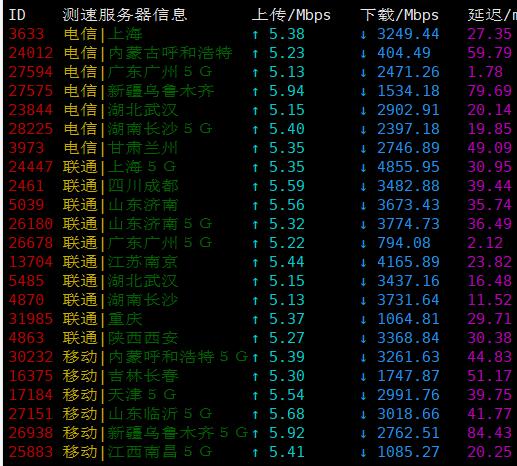 ID 测速服务器信息 上传/Mbps 下载/Mbps 延迟/m
3633 电信|上海 ↑ 5.38 ↓ 3249.44 27.35
24012 电信|内蒙古呼和浩特 ↑ 5.23 ↓ 404.49 59.79
27594 电信|广东广州５Ｇ ↑ 5.13 ↓ 2471.26 1.78
27575 电信|新疆乌鲁木齐 ↑ 5.94 ↓ 1534.18 79.69
23844 电信|湖北武汉 ↑ 5.15 ↓ 2902.91 20.14
28225 电信|湖南长沙５Ｇ ↑ 5.40 ↓ 2397.18 19.85
3973 电信|甘肃兰州 ↑ 5.35 ↓ 2746.89 49.09
24447 联通|上海５Ｇ ↑ 5.35 ↓ 4855.95 30.95
2461 联通|四川成都 ↑ 5.59 ↓ 3482.88 39.44
5039 联通|山东济南 ↑ 5.56 ↓ 3673.43 35.74
26180 联通|山东济南５Ｇ ↑ 5.32 ↓ 3774.73 36.49
26678 联通|广东广州５Ｇ ↑ 5.22 ↓ 794.08 2.12
13704 联通|江苏南京 ↑ 5.44 ↓ 4165.89 23.82
5485 联通|湖北武汉 ↑ 5.15 ↓ 3437.16 16.48
4870 联通|湖南长沙 ↑ 5.13 ↓ 3731.64 11.52
31985 联通|重庆 ↑ 5.37 ↓ 1064.81 29.71
4863 联通|陕西西安 ↑ 5.27 ↓ 3368.84 30.38
30232 移动|内蒙呼和浩特５Ｇ ↑ 5.39 ↓ 3261.63 44.83
16375 移动|吉林长春 ↑ 5.30 ↓ 1747.87 51.17
17184 移动|天津５Ｇ ↑ 5.54 ↓ 2991.76 39.75
27151 移动|山东临沂５Ｇ ↑ 5.68 ↓ 3018.66 41.77
26938 移动|新疆乌鲁木齐５Ｇ ↑ 5.92 ↓ 2762.51 84.43
25883 移动|江西南昌５Ｇ ↑ 5.41 ↓ 1085.27 20.25